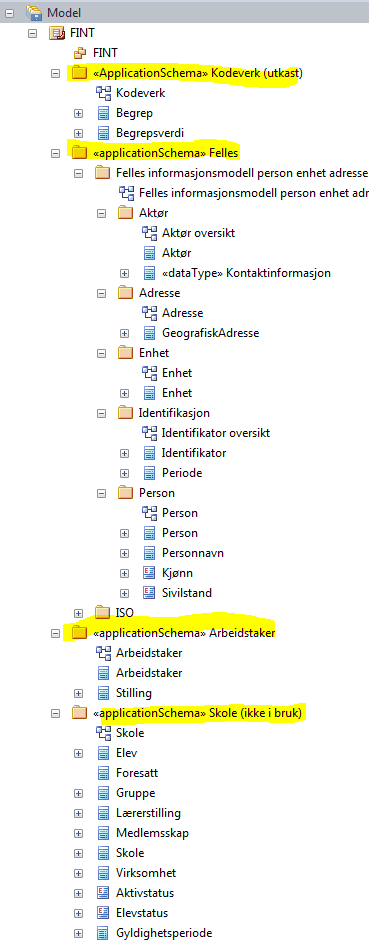 Model
FINT
FINT
«ApplicationSchema» Kodeverk (utkast)
Kodeverk
Begrep
Begrepsverdi
«applicationSchema» Felles
Felles informasjonsmodell person enhet adresse
Felles informasjonsmodell person enhet adr
Aktør
Aktør oversikt
Aktør
«dataType» Kontaktinformasjon
Adresse
Adresse
GeografiskAdresse
Enhet
Enhet
Enhet
Identifikasjon
Identifikator oversikt
Identifikator
Periode
Person
Person
Person
Personnavn
Kjønn
Sivilstand
ISO
«applicationSchema» Arbeidstaker
Arbeidstaker
Arbeidstaker
Stilling
«applicationSchema» Skole (ikke i bruk)
Skole
Elev
Foresatt
Gruppe
Lærerstilling
Medlemsskap
Skole
Virksomhet
Aktivstatus
Elevstatus
Gyldighetsperiode